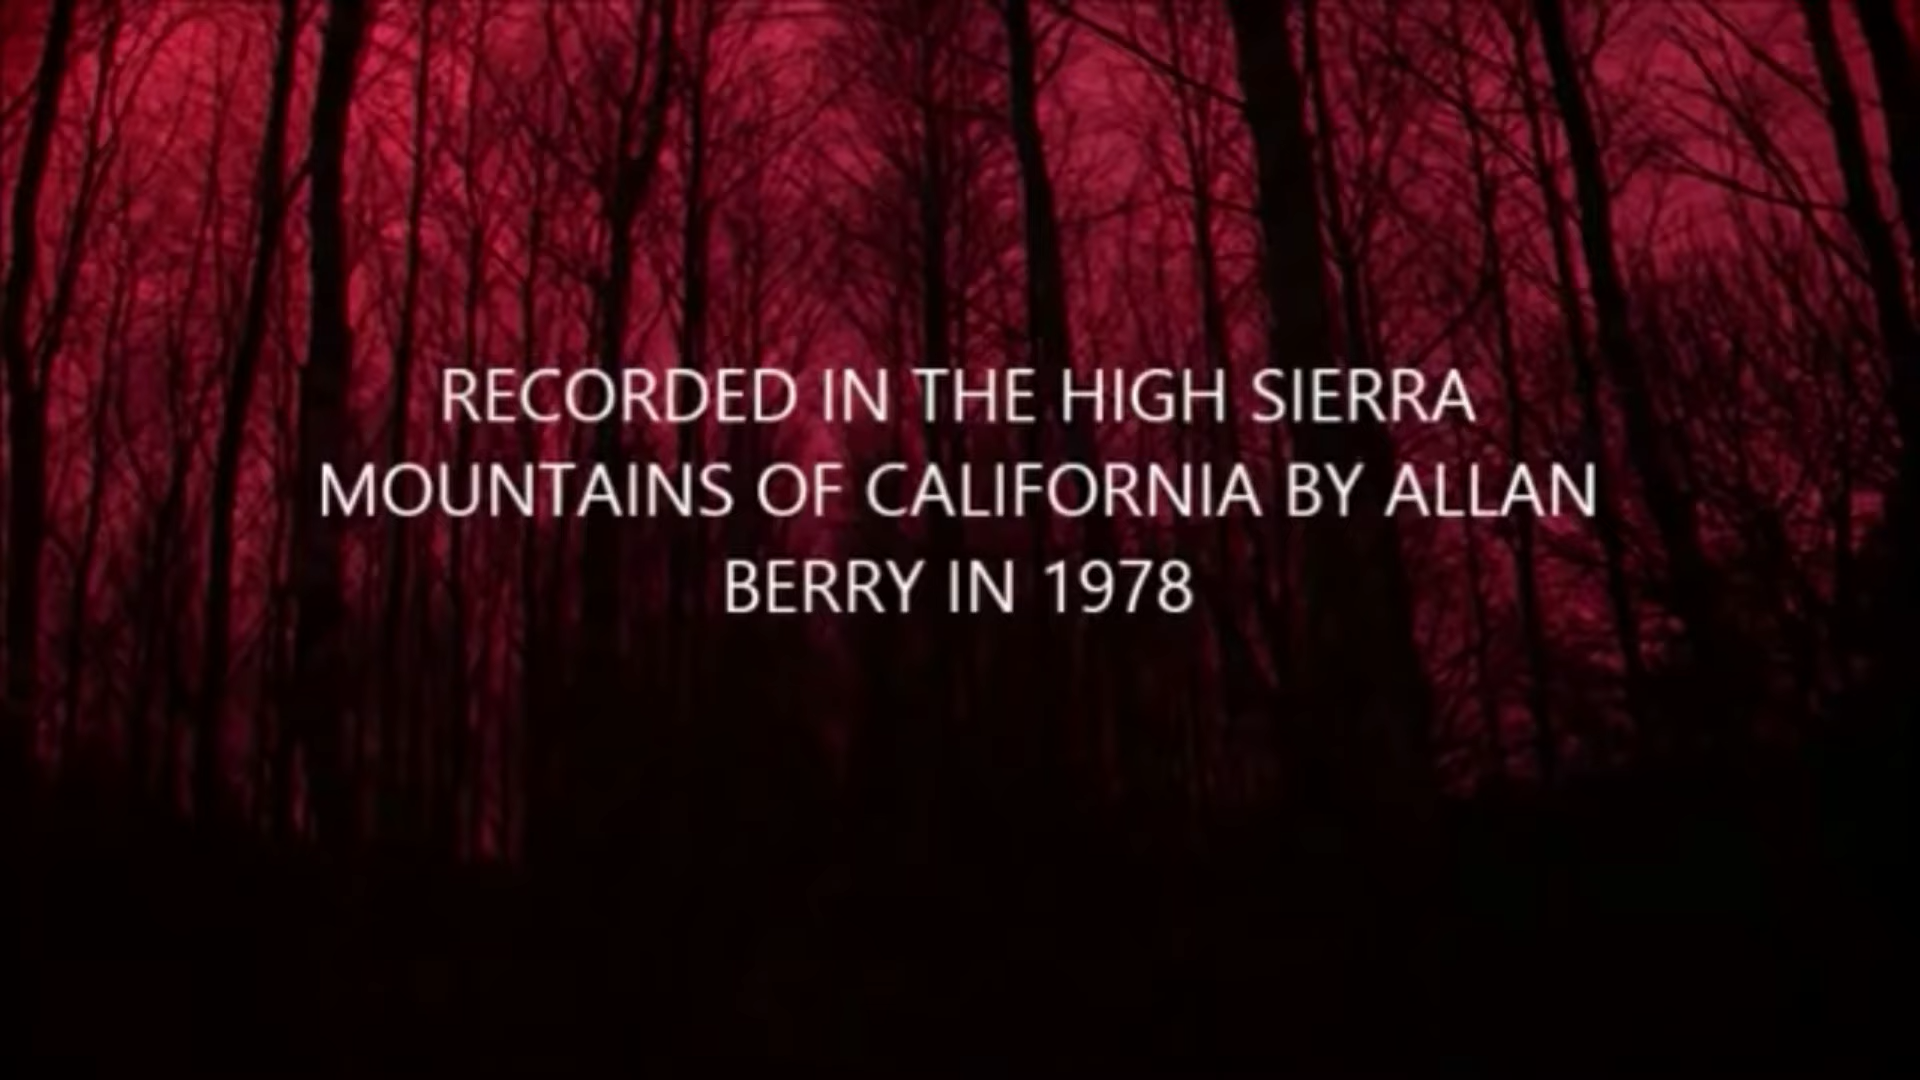 RECORDED IN THE HIGH SIERRA
MOUNTAINS OF CALIFORNIA BY ALLAN
BERRY IN 1978